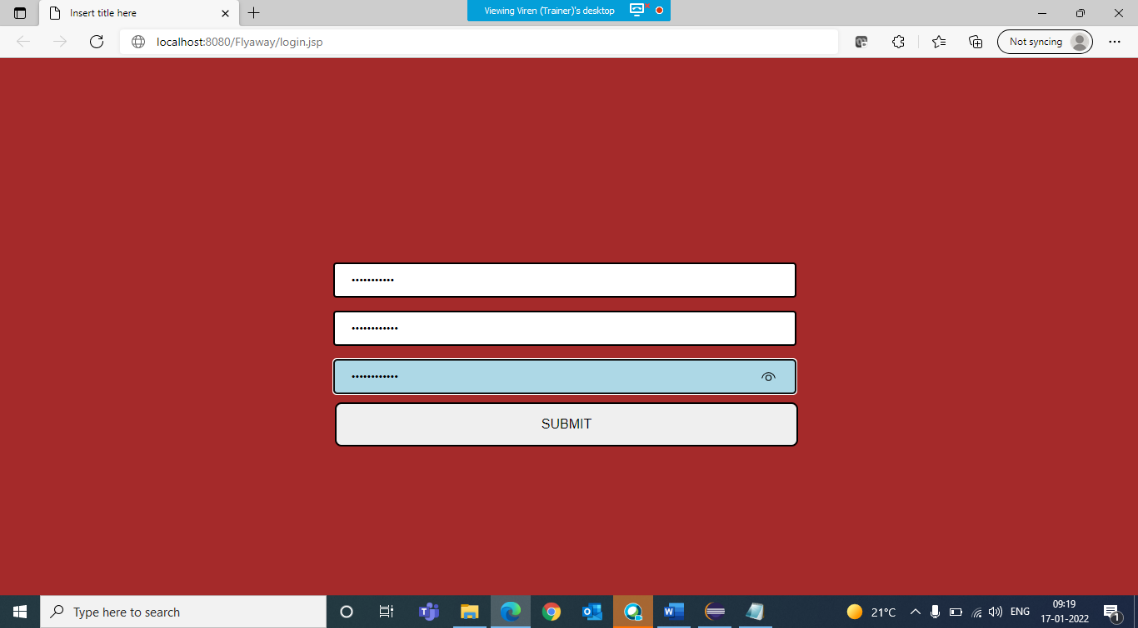 Insert title here
Viewing Viren (Trainer)'s desktop
localhost:8080/Flyaway/login.jsp
Not syncing
•••••••••••
••••••••••••
••••••••••••
SUBMIT
Type here to search
21°C
ENG
09:19
17-01-2022
1